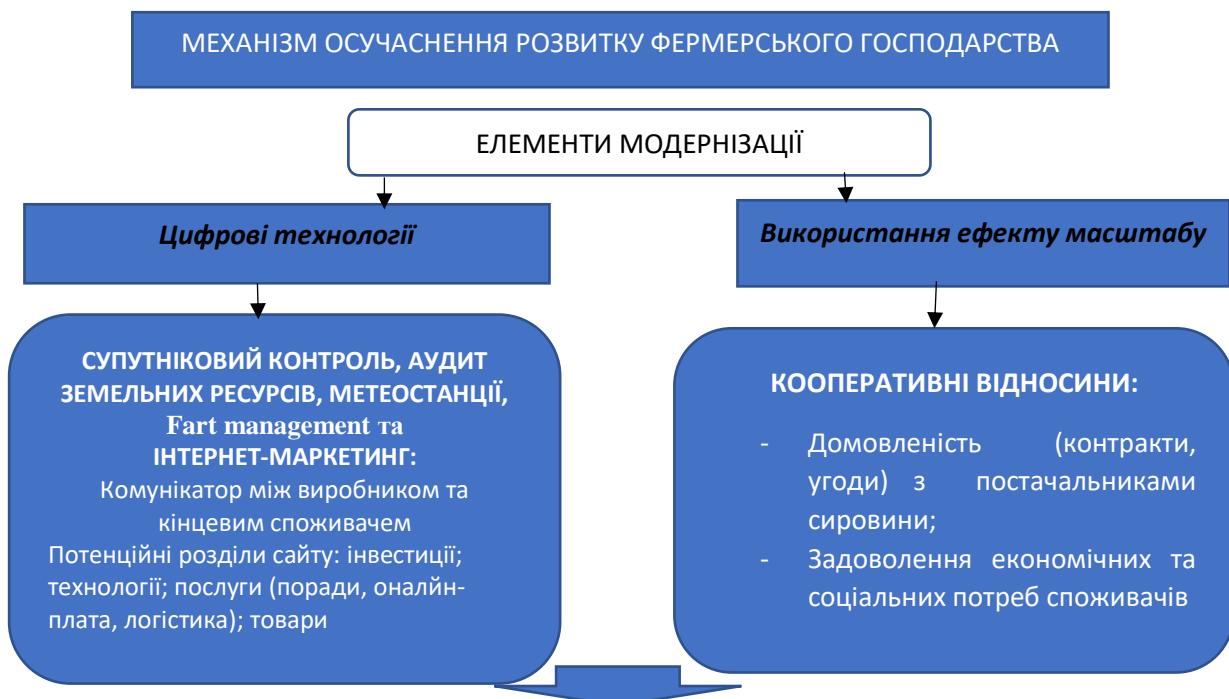 МЕХАНІЗМ ОСУЧАСНЕННЯ РОЗВИТКУ ФЕРМЕРСЬКОГО ГОСПОДАРСТВА
ЕЛЕМЕНТИ МОДЕРНІЗАЦІЇ
Цифрові технології
СУПУТНІКОВИЙ КОНТРОЛЬ, АУДИТ
ЗЕМЕЛЬНИХ РЕСУРСІВ, МЕТЕОСТАНЦІЇ,
Fart management та
ІНТЕРНЕТ-МАРКЕТИНГ:
Комунікатор між виробником та
кінцевим споживачем
Потенційні розділи сайту: інвестиції;
технології; послуги (поради, оналйн-
плата, логістика); товари
Використання ефекту масштабу
КООПЕРАТИВНІ ВІДНОСИНИ:
- Домовленість (контракти,
угоди) з постачальниками
сировини;
- Задоволення економічних та
соціальних потреб споживачів